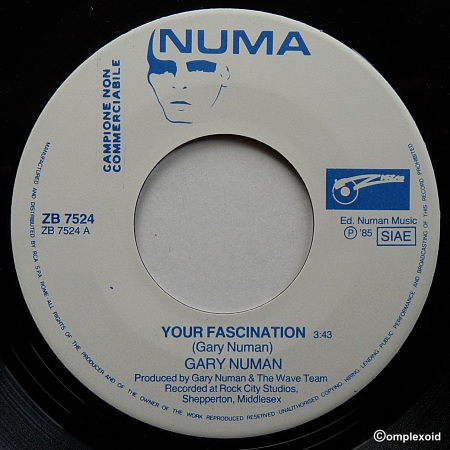 NUMA
CAMPIONE NON
COMMERCIABILE
ZB 7524
ZB 7524 A
Ed. Numan Music
Ⓟ '85 SIAE
YOUR FASCINATION 3:43
(Gary Numan)
GARY NUMAN
Produced by Gary Numan & The Wave Team
Recorded at Rock City Studios,
Shepperton, Middlesex
MANUFACTURED AND DISTRIBUTED BY RCA S.P.A. ROME. ALL RIGHTS OF THE PRODUCER AND OF THE OWNER OF THE WORK REPRODUCED RESERVED. UNAUTHORISED COPYING, HIRING, LENDING, PUBLIC PERFORMANCE AND BROADCASTING OF THIS RECORD PROHIBITED
©omplexoid